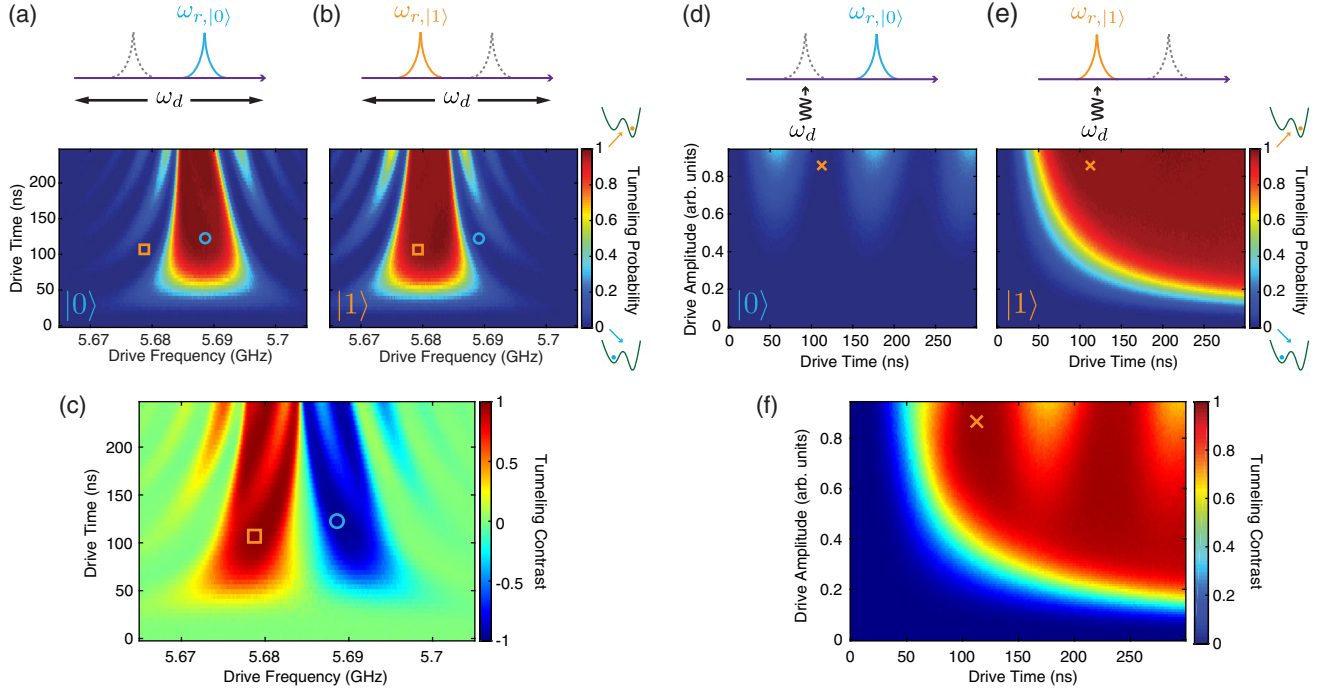 (a)
ω_{r,|0⟩}
(b)
ω_{r,|1⟩}
(d)
ω_{r,|0⟩}
(e)
ω_{r,|1⟩}
ω_d
ω_d
ω_d
ω_d
Drive Time (ns)
200
150
100
50
0
|0⟩
5.67
5.68
5.69
5.7
Drive Frequency (GHz)
|1⟩
5.67
5.68
5.69
5.7
Drive Frequency (GHz)
1
0.8
0.6
0.4
0.2
0
Tunneling Probability
Drive Amplitude (arb. units)
0.8
0.6
0.4
0.2
0
|0⟩
0
50
100
150
200
250
Drive Time (ns)
|1⟩
0
50
100
150
200
250
Drive Time (ns)
1
0.8
0.6
0.4
0.2
0
Tunneling Probability
(c)
Drive Time (ns)
200
150
100
50
0
5.67
5.68
5.69
5.7
Drive Frequency (GHz)
1
0.5
0
-0.5
-1
Tunneling Contrast
(f)
Drive Amplitude (arb. units)
0.8
0.6
0.4
0.2
0
0
50
100
150
200
250
Drive Time (ns)
1
0.8
0.6
0.4
0.2
0
Tunneling Contrast